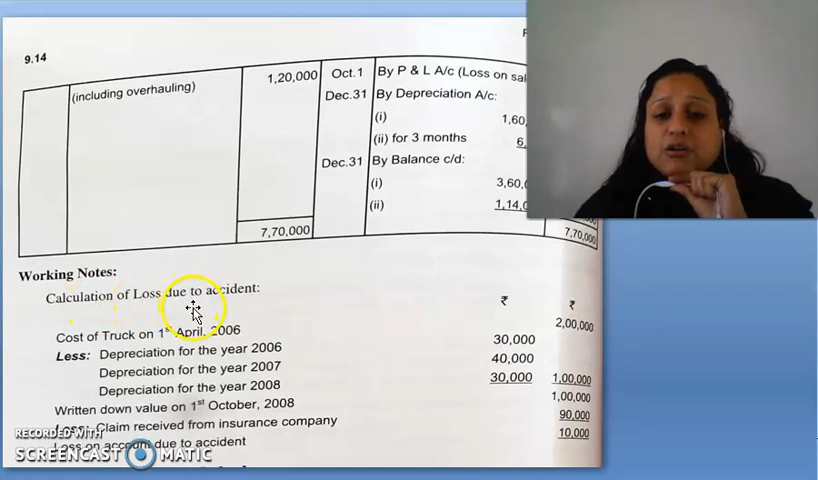 9.14
(including overhauling) 1,20,000 Oct.1 By P & L A/c (Loss on sal
Dec.31 By Depreciation A/c:
(i) 1,60,
(ii) for 3 months 6,
Dec.31 By Balance c/d:
(i) 3,60,
(ii) 1,14,0
7,70,000 7,70,000
Working Notes:
Calculation of Loss due to accident:
₹ ₹
Cost of Truck on 1st April, 2006 2,00,000
Less: Depreciation for the year 2006 30,000
Depreciation for the year 2007 40,000
Depreciation for the year 2008 30,000 1,00,000
Written down value on 1st October, 2008 1,00,000
Less: Claim received from insurance company 90,000
Loss on account due to accident 10,000
RECORDED WITH
SCREENCAST MATIC